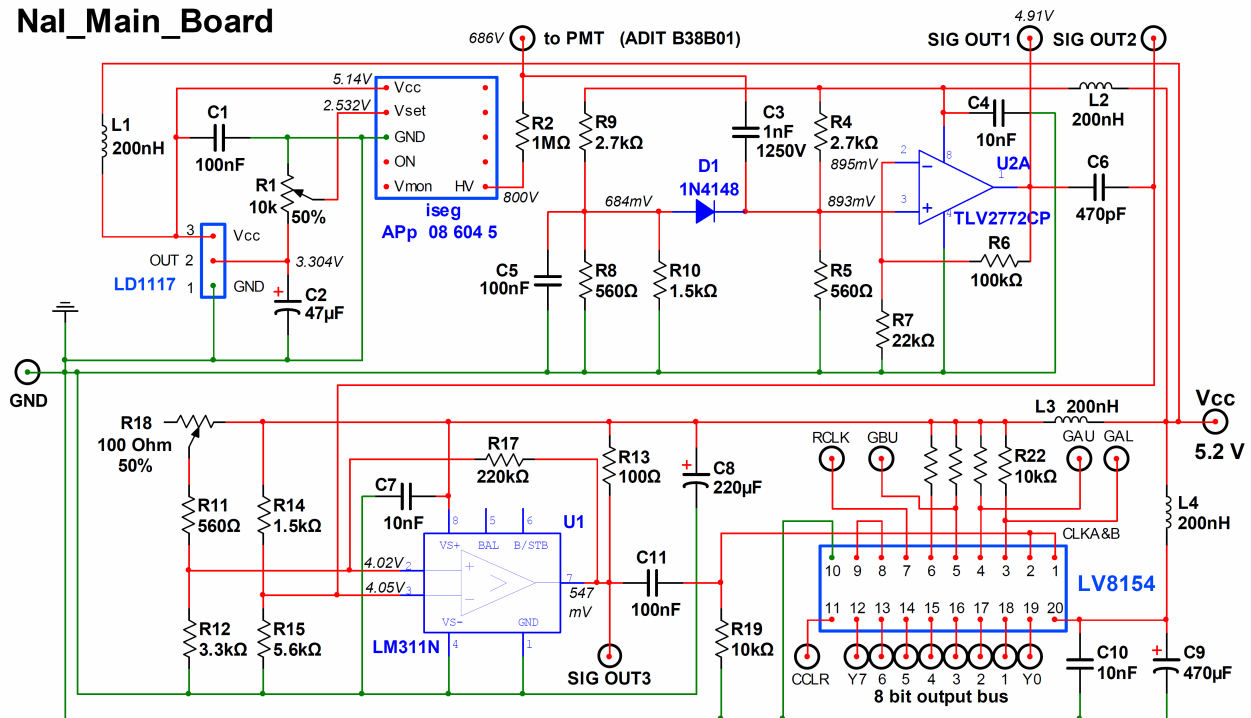 NaI_Main_Board
686V
to PMT (ADIT B38B01)
4.91V
SIG OUT1
SIG OUT2
5.14V
Vcc
2.532V
Vset
GND
ON
Vmon
HV
800V
iseg
APp 08 604 5
L1
200nH
C1
100nF
R1
10k
50%
R2
1MΩ
R9
2.7kΩ
C3
1nF
1250V
R4
2.7kΩ
C4
10nF
L2
200nH
D1
1N4148
684mV
895mV
893mV
2
3
8
1
4
U2A
TLV2772CP
C6
470pF
R6
100kΩ
3
Vcc
OUT 2
1
GND
LD1117
3.304V
C2
47µF
C5
100nF
R8
560Ω
R10
1.5kΩ
R5
560Ω
R7
22kΩ
GND
R18
100 Ohm
50%
R17
220kΩ
R13
100Ω
C8
220µF
C7
10nF
R11
560Ω
R14
1.5kΩ
R12
3.3kΩ
R15
5.6kΩ
4.02V
4.05V
2
3
8
5
6
7
4
1
VS+
BAL
B/STB
VS-
GND
U1
LM311N
547
mV
C11
100nF
SIG OUT3
R19
10kΩ
RCLK
GBU
R22
10kΩ
L3 200nH
GAU
GAL
Vcc
5.2 V
L4
200nH
CLKA&B
10 9 8 7 6 5 4 3 2 1
LV8154
11 12 13 14 15 16 17 18 19 20
CCLR
Y7 6 5 4 3 2 1 Y0
8 bit output bus
C10
10nF
C9
470µF